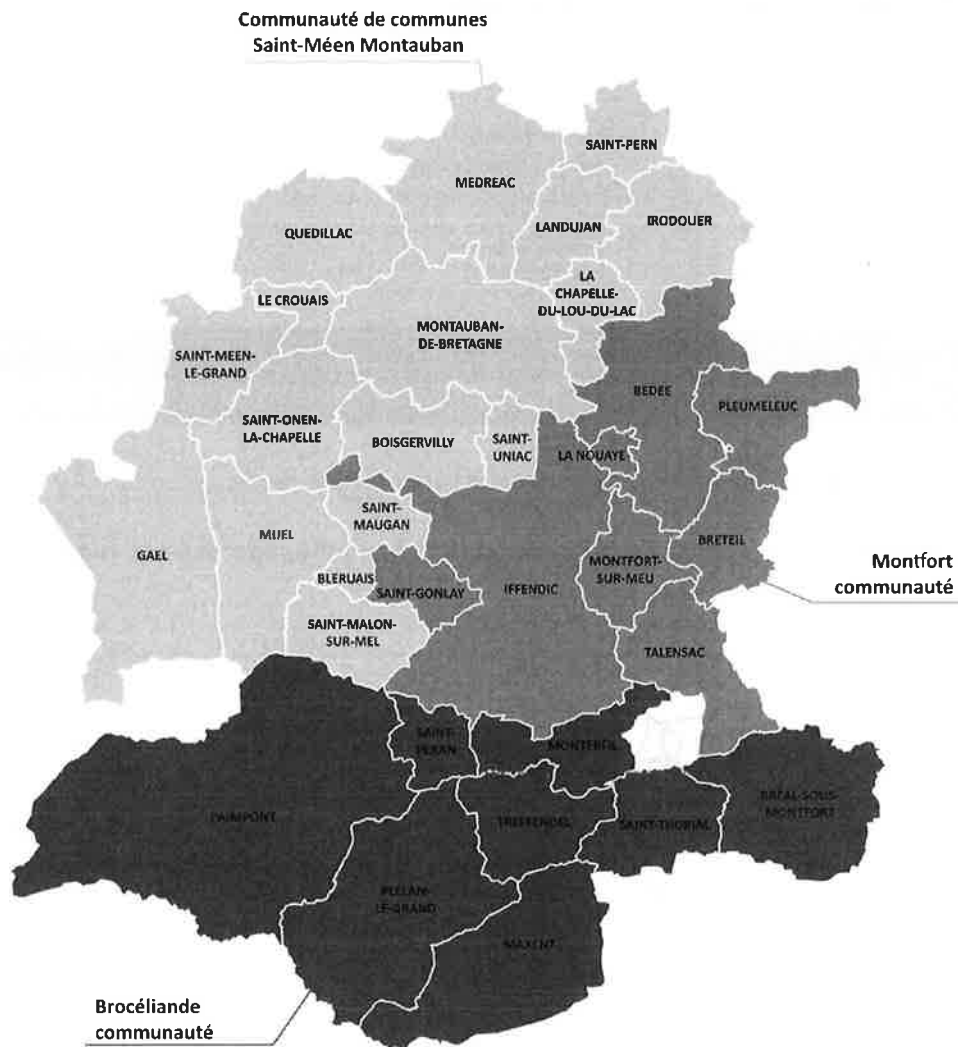 Communauté de communes
Saint-Méen Montauban
SAINT-PERN
MEDREAC
LANDUJAN
IRODOUER
QUEDILLAC
LA
CHAPELLE-
DU-LOU-DU-LAC
LE CROUAIS
MONTAUBAN-
DE-BRETAGNE
SAINT-MEEN-
LE-GRAND
BEDEE
PLEUMELEUC
SAINT-ONEN-
LA-CHAPELLE
BOISGERVILLY
SAINT-
UNIAC
LA NOUAYE
SAINT-
MAUGAN
GAEL
MUEL
BRETEIL
BLERUAIS
SAINT-GONLAY
IFFENDIC
MONTFORT-
SUR-MEU
Montfort
communauté
SAINT-MALON-
SUR-MEL
TALENSAC
SAINT-
PERAN
MONTERFIL
PAIMPONT
TREFFENDEL
SAINT-THURIAL
BREAL-SOUS-
MONTFORT
PLELAN-
LE-GRAND
MAXENT
Brocéliande
communauté